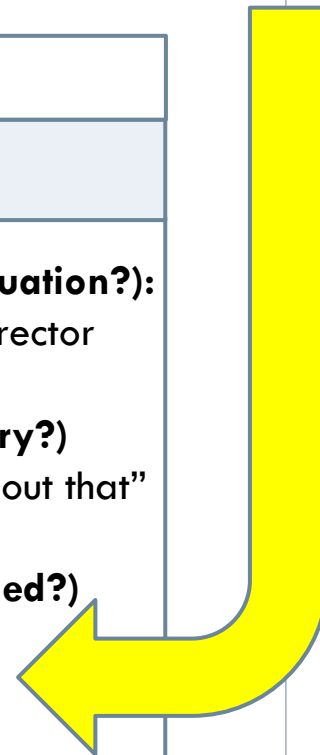 uation?):
rector
ry?)
out that”
ed?)